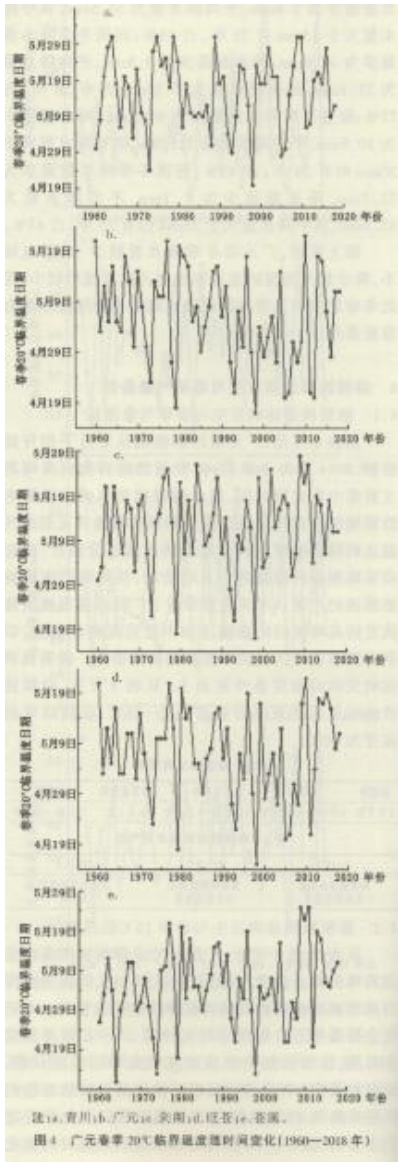 a.
春季20℃临界温度日期
5月29日
5月19日
5月9日
4月29日
4月19日
1960 1970 1980 1990 2000 2010 2020 年份
b.
春季20℃临界温度日期
5月19日
5月9日
4月29日
4月19日
1960 1970 1980 1990 2000 2010 2020 年份
c.
春季20℃临界温度日期
5月29日
5月19日
5月9日
4月29日
4月19日
1960 1970 1980 1990 2000 2010 2020 年份
d.
春季20℃临界温度日期
5月19日
5月9日
4月29日
4月19日
1960 1970 1980 1990 2000 2010 2020 年份
e.
春季20℃临界温度日期
5月29日
5月19日
5月9日
4月29日
4月19日
1960 1970 1980 1990 2000 2010 2020 年份
注:a.青川;b.广元;c.剑阁;d.旺苍;e.苍溪。
图4 广元春季20℃临界温度随时间变化(1960—2018年)